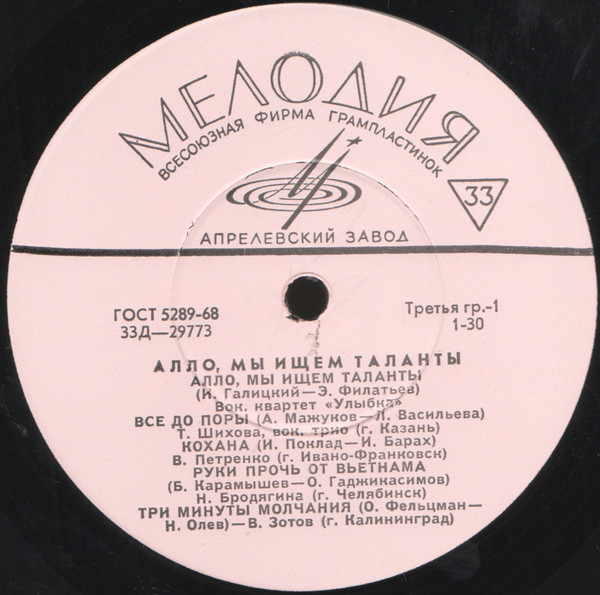 МЕЛОДИЯ
ВСЕСОЮЗНАЯ ФИРМА ГРАМПЛАСТИНОК
33
АПРЕЛЕВСКИЙ ЗАВОД
ГОСТ 5289-68
33Д—29773
Третья гр.-1
1-30
АЛЛО, МЫ ИЩЕМ ТАЛАНТЫ
АЛЛО, МЫ ИЩЕМ ТАЛАНТЫ
(И. Галицкий—Э. Филатьев)
Вок. квартет «Улыбка»
ВСЕ ДО ПОРЫ (А. Мажуков—Л. Васильева)
Т. Шихова, вок. трио (г. Казань)
КОХАНА (И. Поклад—И. Барах)
В. Петренко (г. Ивано-Франковск)
РУКИ ПРОЧЬ ОТ ВЬЕТНАМА
(Б. Карамышев—О. Гаджикасимов)
Н. Бродягина (г. Челябинск)
ТРИ МИНУТЫ МОЛЧАНИЯ (О. Фельцман—
Н. Олев)—В. Зотов (г. Калининград)